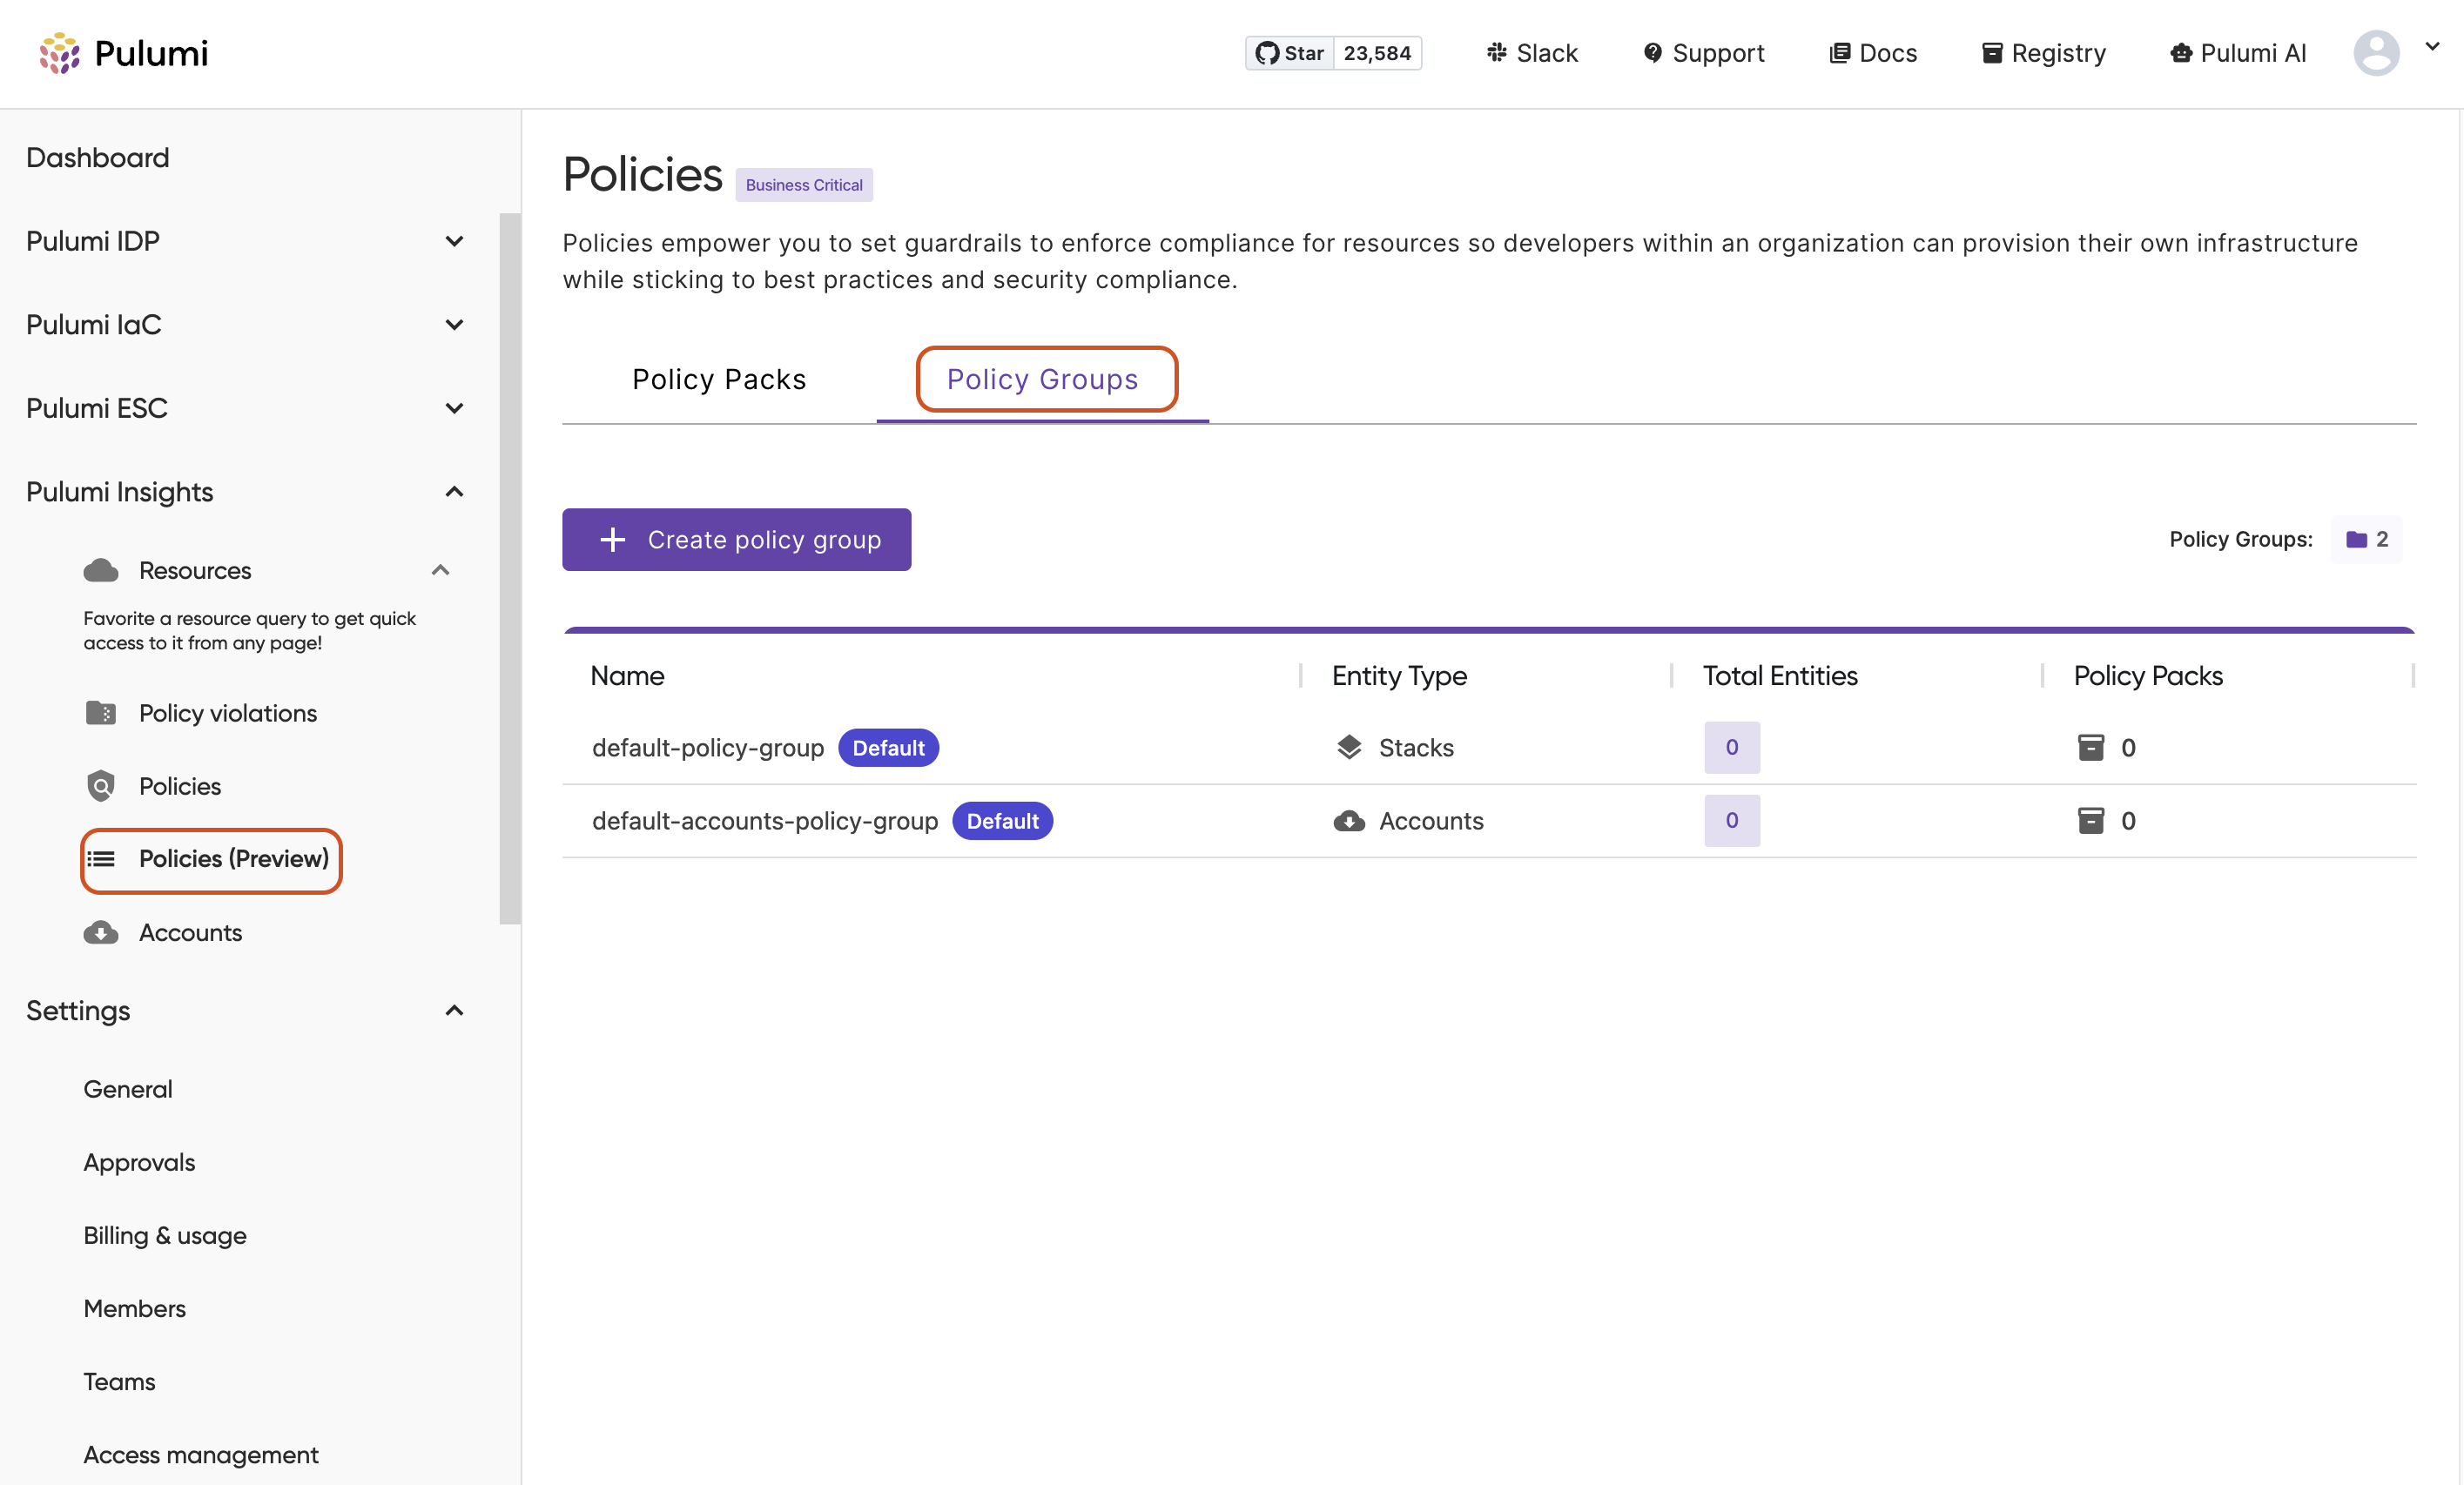 Pulumi
Star 23,584
Slack
Support
Docs
Registry
Pulumi AI
Dashboard
Pulumi IDP
Pulumi IaC
Pulumi ESC
Pulumi Insights
Resources
Favorite a resource query to get quick
access to it from any page!
Policy violations
Policies
Policies (Preview)
Accounts
Settings
General
Approvals
Billing & usage
Members
Teams
Access management
Policies Business Critical
Policies empower you to set guardrails to enforce compliance for resources so developers within an organization can provision their own infrastructure
while sticking to best practices and security compliance.
Policy Packs Policy Groups
Create policy group
Policy Groups: 2
Name Entity Type Total Entities Policy Packs
default-policy-group Default Stacks 0 0
default-accounts-policy-group Default Accounts 0 0